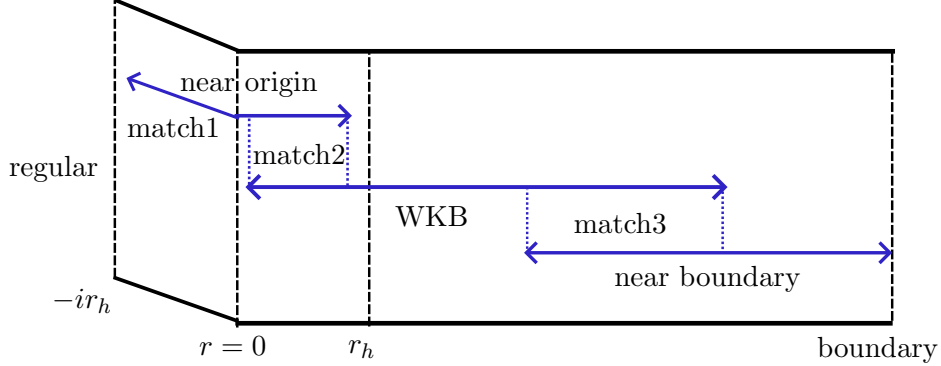 near origin
match1
match2
regular
WKB
match3
near boundary
−ir_h
r = 0
r_h
boundary